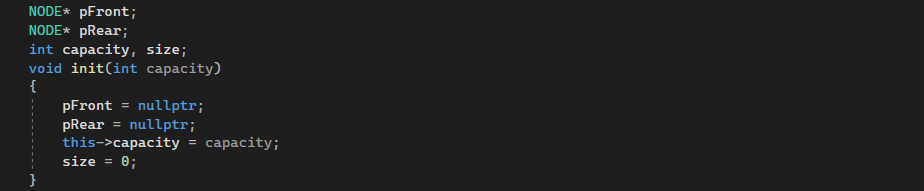 NODE* pFront;
NODE* pRear;
int capacity, size;
void init(int capacity)
{
pFront = nullptr;
pRear = nullptr;
this->capacity = capacity;
size = 0;
}